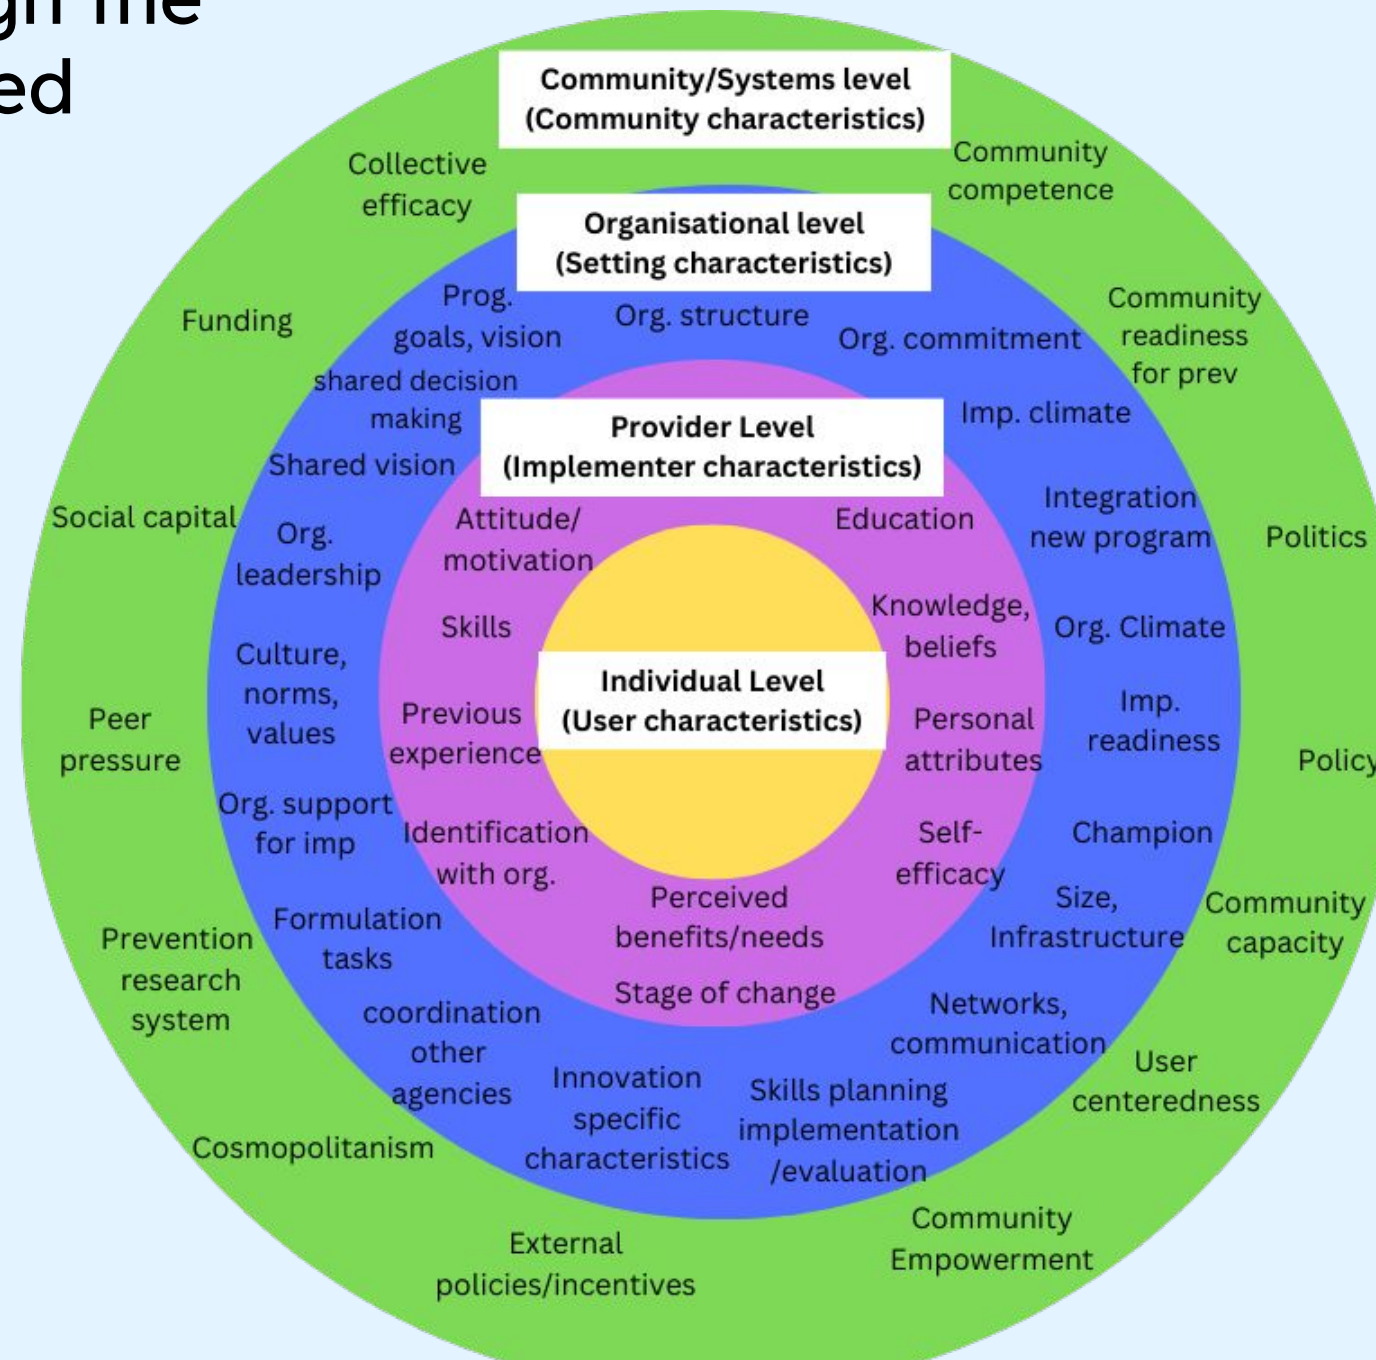 gn the
ed
Community/Systems level
(Community characteristics)
Collective
efficacy
Community
competence
Funding
Community
readiness
for prev
Social capital
Politics
Peer
pressure
Policy
Prevention
research
system
Community
capacity
User
centeredness
Cosmopolitanism
Community
Empowerment
External
policies/incentives
Organisational level
(Setting characteristics)
Prog.
goals, vision
Org. structure
Org. commitment
shared decision
making
Imp. climate
Shared vision
Integration
new program
Org.
leadership
Org. Climate
Culture,
norms,
values
Imp.
readiness
Org. support
for imp
Champion
Size,
Infrastructure
Formulation
tasks
Networks,
communication
coordination
other
agencies
Innovation
specific
characteristics
Skills planning
implementation
/evaluation
Provider Level
(Implementer characteristics)
Attitude/
motivation
Education
Skills
Knowledge,
beliefs
Previous
experience
Personal
attributes
Identification
with org.
Self-
efficacy
Perceived
benefits/needs
Stage of change
Individual Level
(User characteristics)